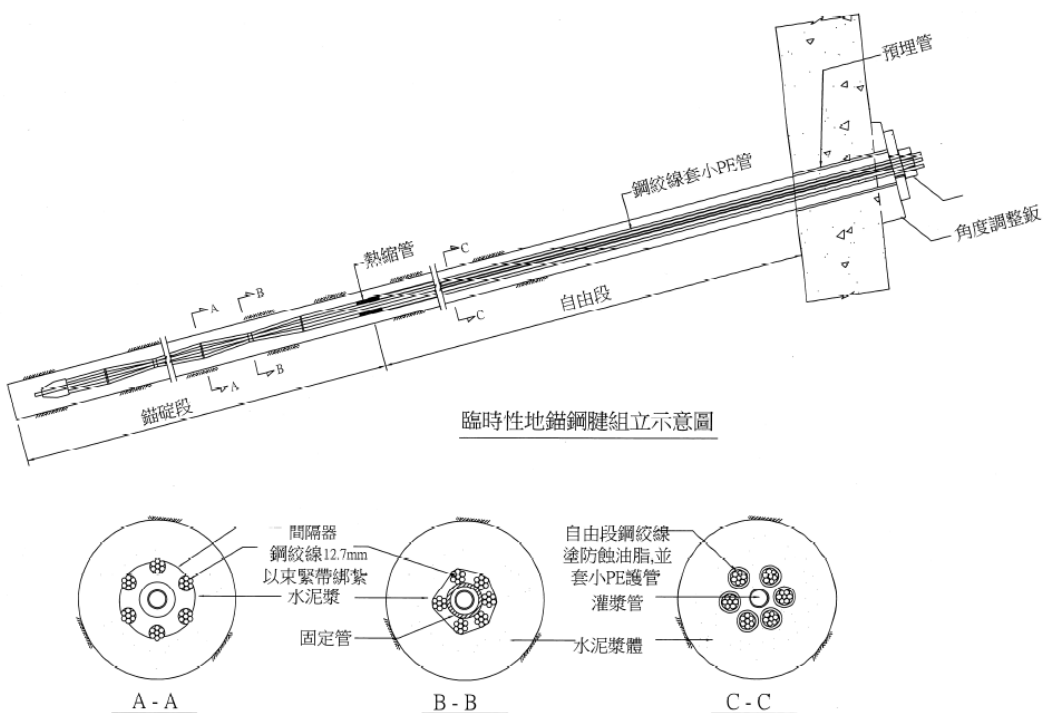 預埋管
鋼絞線套小PE管
角度調整鈑
熱縮管
C
B
A
自由段
C
B
A
錨碇段
臨時性地錨鋼腱組立示意圖
間隔器
鋼絞線12.7mm
以束緊帶綁紮
水泥漿
固定管
自由段鋼絞線
塗防蝕油脂,並
套小PE護管
灌漿管
水泥漿體
A - A
B - B
C - C